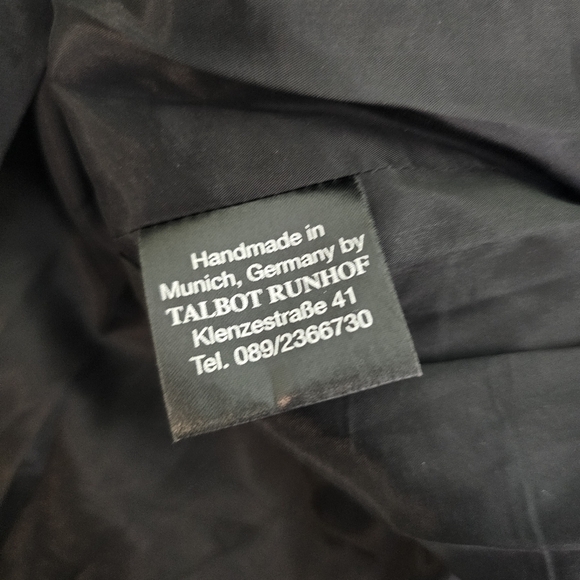 Handmade in
Munich, Germany by
TALBOT RUNHOF
Klenzestraße 41
Tel. 089/2366730